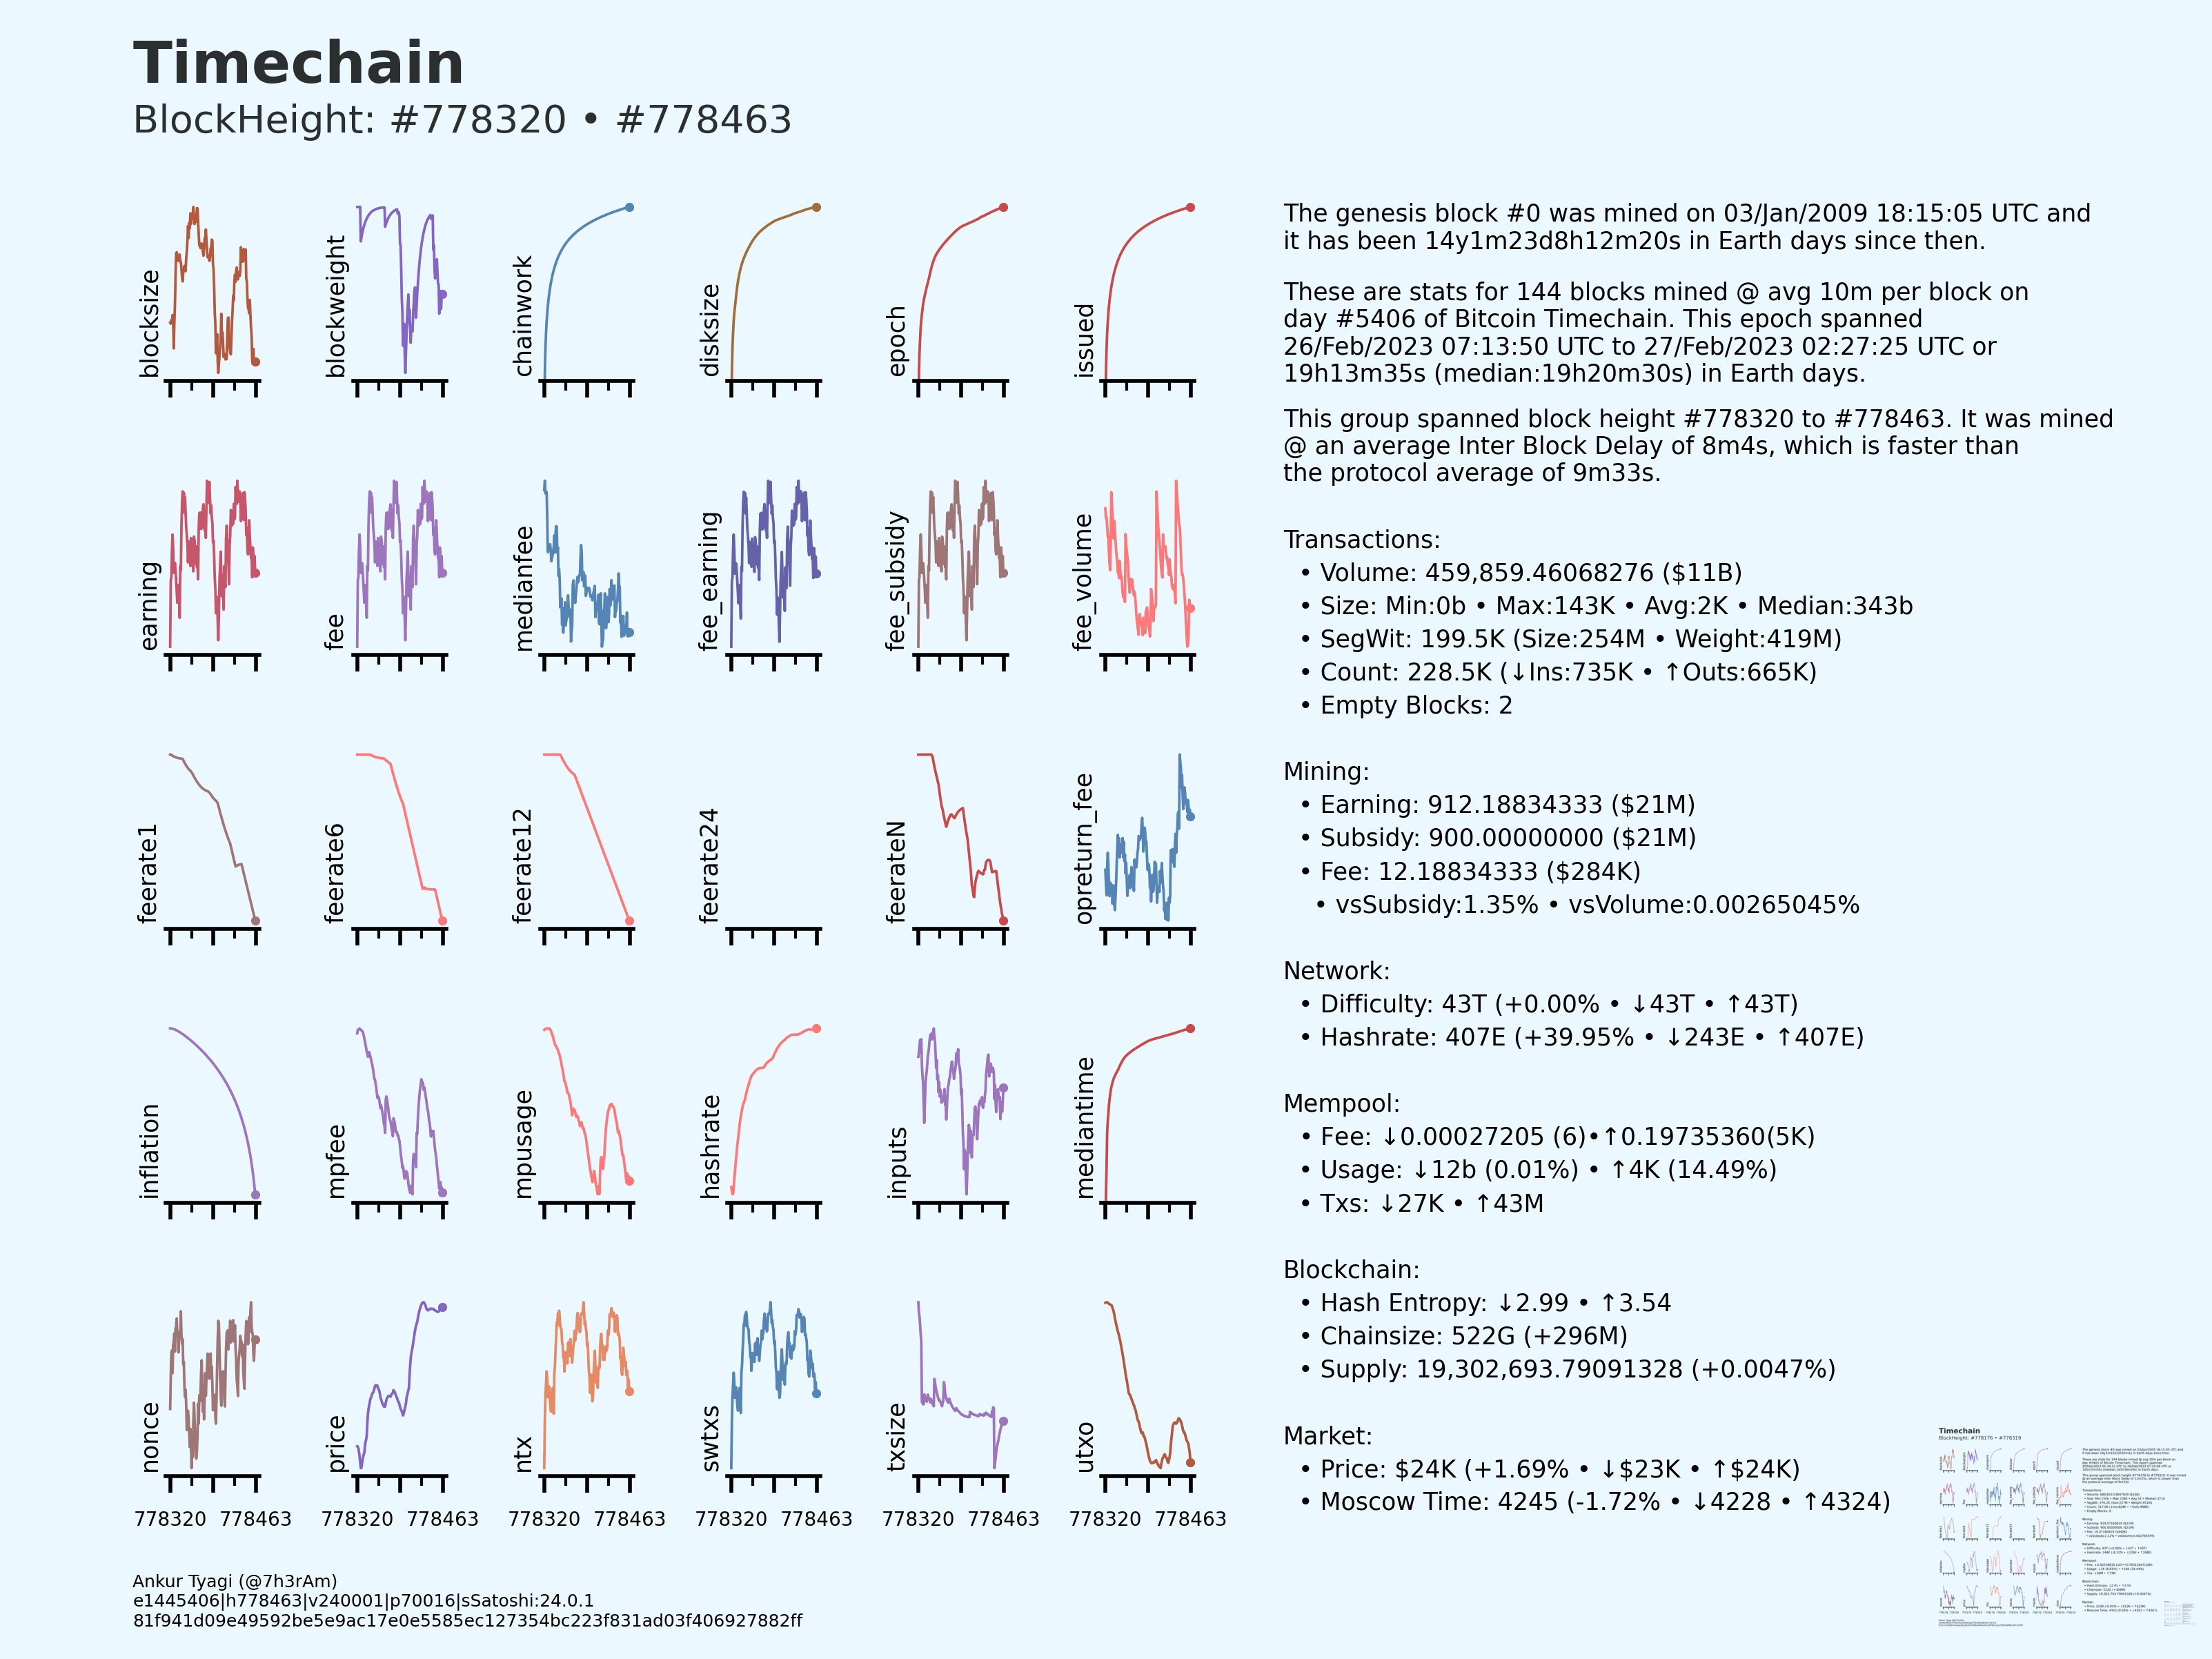 Timechain
BlockHeight: #778320 • #778463
blocksize
blockweight
chainwork
disksize
epoch
issued
earning
fee
medianfee
fee_earning
fee_subsidy
fee_volume
feerate1
feerate6
feerate12
feerate24
feerateN
opreturn_fee
inflation
mpfee
mpusage
hashrate
inputs
mediantime
nonce
price
ntx
swtxs
txsize
utxo
778320 778463 778320 778463 778320 778463 778320 778463 778320 778463 778320 778463
The genesis block #0 was mined on 03/Jan/2009 18:15:05 UTC and
it has been 14y1m23d8h12m20s in Earth days since then.
These are stats for 144 blocks mined @ avg 10m per block on
day #5406 of Bitcoin Timechain. This epoch spanned
26/Feb/2023 07:13:50 UTC to 27/Feb/2023 02:27:25 UTC or
19h13m35s (median:19h20m30s) in Earth days.
This group spanned block height #778320 to #778463. It was mined
@ an average Inter Block Delay of 8m4s, which is faster than
the protocol average of 9m33s.
Transactions:
• Volume: 459,859.46068276 ($11B)
• Size: Min:0b • Max:143K • Avg:2K • Median:343b
• SegWit: 199.5K (Size:254M • Weight:419M)
• Count: 228.5K (↓Ins:735K • ↑Outs:665K)
• Empty Blocks: 2
Mining:
• Earning: 912.18834333 ($21M)
• Subsidy: 900.00000000 ($21M)
• Fee: 12.18834333 ($284K)
• vsSubsidy:1.35% • vsVolume:0.00265045%
Network:
• Difficulty: 43T (+0.00% • ↓43T • ↑43T)
• Hashrate: 407E (+39.95% • ↓243E • ↑407E)
Mempool:
• Fee: ↓0.00027205 (6)•↑0.19735360(5K)
• Usage: ↓12b (0.01%) • ↑4K (14.49%)
• Txs: ↓27K • ↑43M
Blockchain:
• Hash Entropy: ↓2.99 • ↑3.54
• Chainsize: 522G (+296M)
• Supply: 19,302,693.79091328 (+0.0047%)
Market:
• Price: $24K (+1.69% • ↓$23K • ↑$24K)
• Moscow Time: 4245 (-1.72% • ↓4228 • ↑4324)
Timechain
BlockHeight: #778176 • #778319
Ankur Tyagi (@7h3rAm)
e1445406|h778463|v240001|p70016|sSatoshi:24.0.1
81f941d09e49592be5e9ac17e0e5585ec127354bc223f831ad03f406927882ff